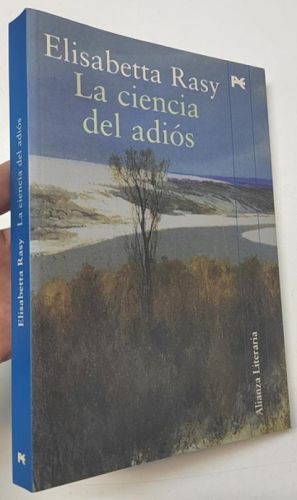 Elisabetta Rasy
La ciencia
del adiós
Alianza Literaria
Elisabetta Rasy La ciencia del adiós